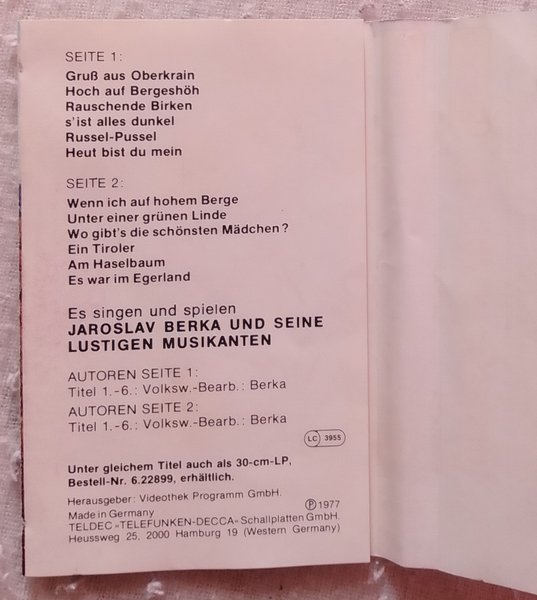 SEITE 1:
Gruß aus Oberkrain
Hoch auf Bergeshöh
Rauschende Birken
s'ist alles dunkel
Russel-Pussel
Heut bist du mein
SEITE 2:
Wenn ich auf hohem Berge
Unter einer grünen Linde
Wo gibt's die schönsten Mädchen?
Ein Tiroler
Am Haselbaum
Es war im Egerland
Es singen und spielen
JAROSLAV BERKA UND SEINE
LUSTIGEN MUSIKANTEN
AUTOREN SEITE 1:
Titel 1.-6.: Volksw.-Bearb.: Berka
AUTOREN SEITE 2:
Titel 1.-6.: Volksw.-Bearb.: Berka
LC 3955
Unter gleichem Titel auch als 30-cm-LP,
Bestell-Nr. 6.22899, erhältlich.
Herausgeber: Videothek Programm GmbH.
Made in Germany ℗ 1977
TELDEC »TELEFUNKEN-DECCA« Schallplatten GmbH.
Heussweg 25, 2000 Hamburg 19 (Western Germany)